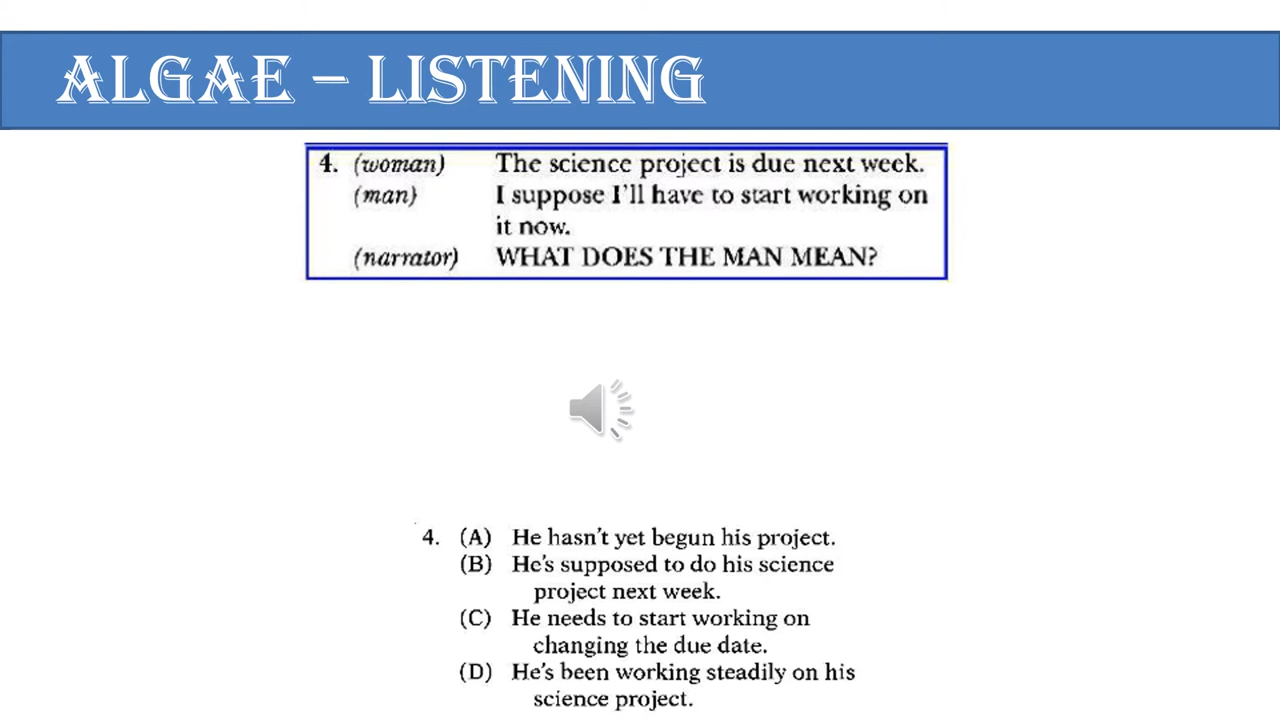 ALGAE – LISTENING
4. (woman) The science project is due next week.
(man) I suppose I'll have to start working on
it now.
(narrator) WHAT DOES THE MAN MEAN?
4. (A) He hasn't yet begun his project.
(B) He's supposed to do his science
project next week.
(C) He needs to start working on
changing the due date.
(D) He's been working steadily on his
science project.